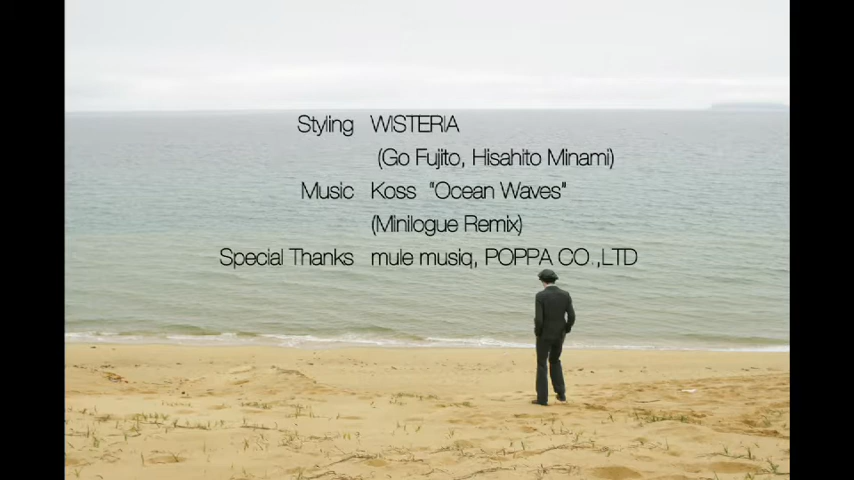 Styling WISTERIA
(Go Fujito, Hisahito Minami)
Music Koss "Ocean Waves"
(Minilogue Remix)
Special Thanks mule musiq, POPPA CO.,LTD